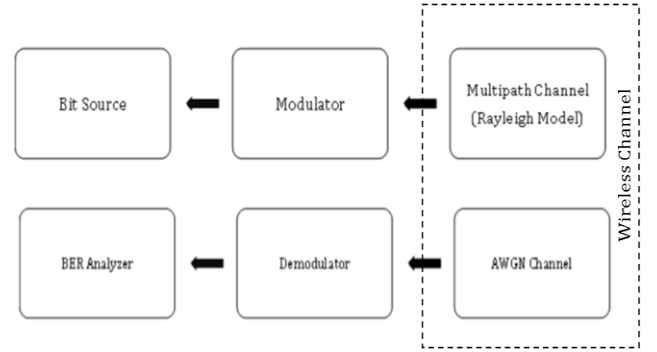 Bit Source
Modulator
Multipath Channel
(Rayleigh Model)
Wireless Channel
BER Analyzer
Demodulator
AWGN Channel